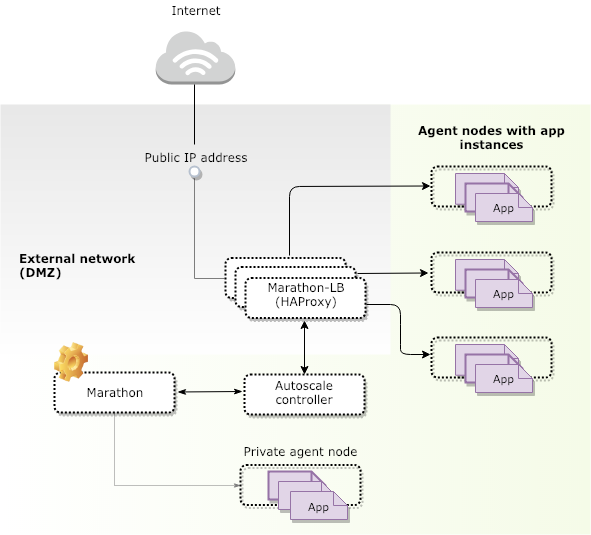 Internet
Public IP address
Agent nodes with app
instances
App
External network
(DMZ)
App
Marathon-LB
(HAProxy)
App
Marathon
Autoscale
controller
Private agent node
App